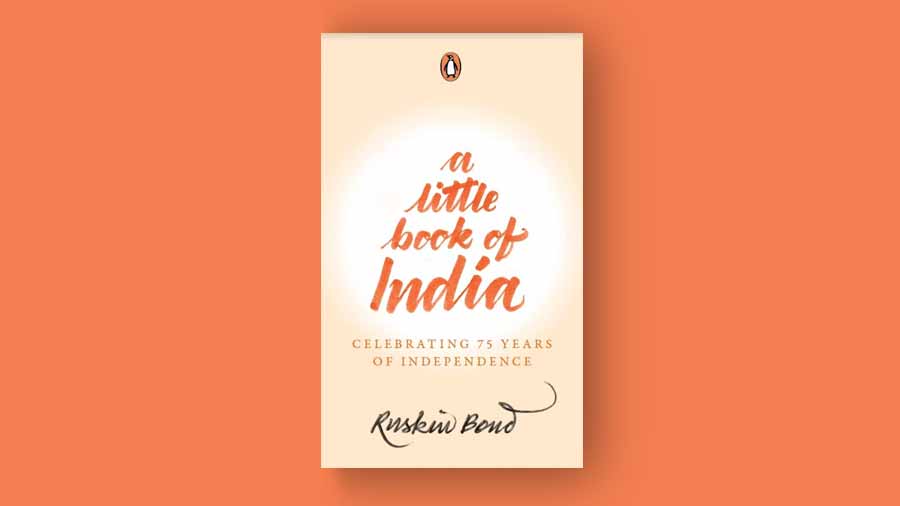 a
little
book of
India
CELEBRATING 75 YEARS
OF INDEPENDENCE
Ruskin Bond